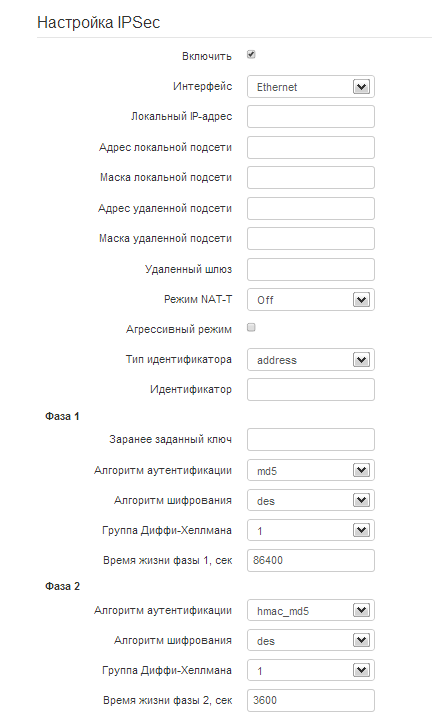 Настройка IPSec
Включить
Интерфейс Ethernet
Локальный IP-адрес
Адрес локальной подсети
Маска локальной подсети
Адрес удаленной подсети
Маска удаленной подсети
Удаленный шлюз
Режим NAT-T Off
Агрессивный режим
Тип идентификатора address
Идентификатор
Фаза 1
Заранее заданный ключ
Алгоритм аутентификации md5
Алгоритм шифрования des
Группа Диффи-Хеллмана 1
Время жизни фазы 1, сек 86400
Фаза 2
Алгоритм аутентификации hmac_md5
Алгоритм шифрования des
Группа Диффи-Хеллмана 1
Время жизни фазы 2, сек 3600